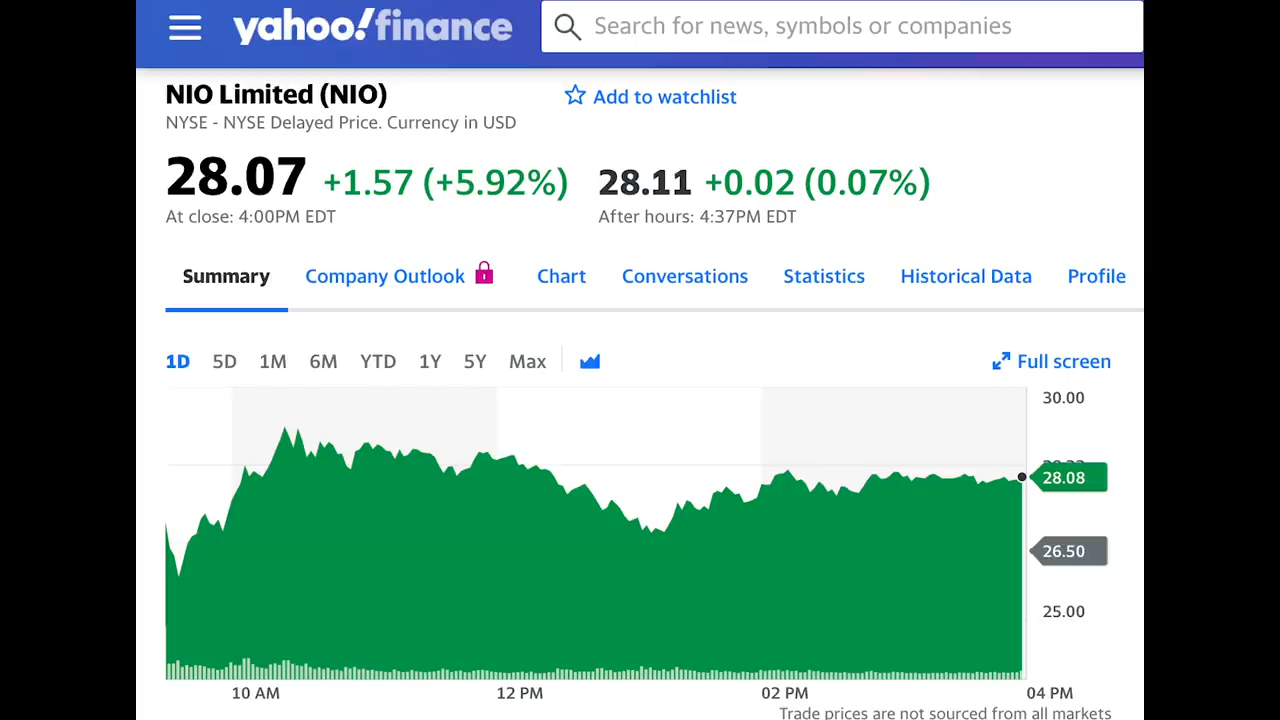 yahoo!finance
Search for news, symbols or companies
NIO Limited (NIO)
Add to watchlist
NYSE - NYSE Delayed Price. Currency in USD
28.07 +1.57 (+5.92%) 28.11 +0.02 (0.07%)
At close: 4:00PM EDT After hours: 4:37PM EDT
Summary Company Outlook Chart Conversations Statistics Historical Data Profile
1D 5D 1M 6M YTD 1Y 5Y Max Full screen
30.00
28.08
26.50
25.00
10 AM 12 PM 02 PM 04 PM
Trade prices are not sourced from all markets